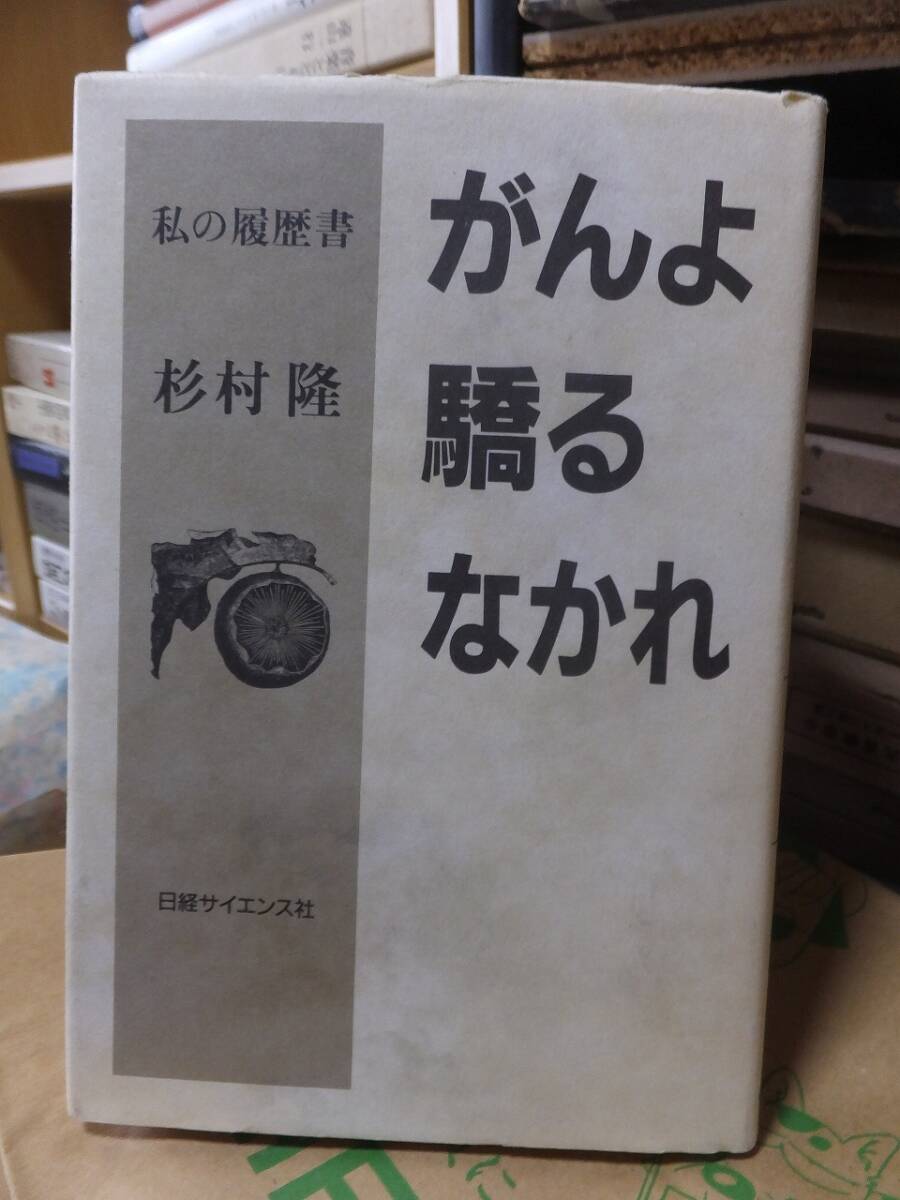 がんよ
驕る
なかれ
私の履歴書
杉村 隆
日経サイエンス社